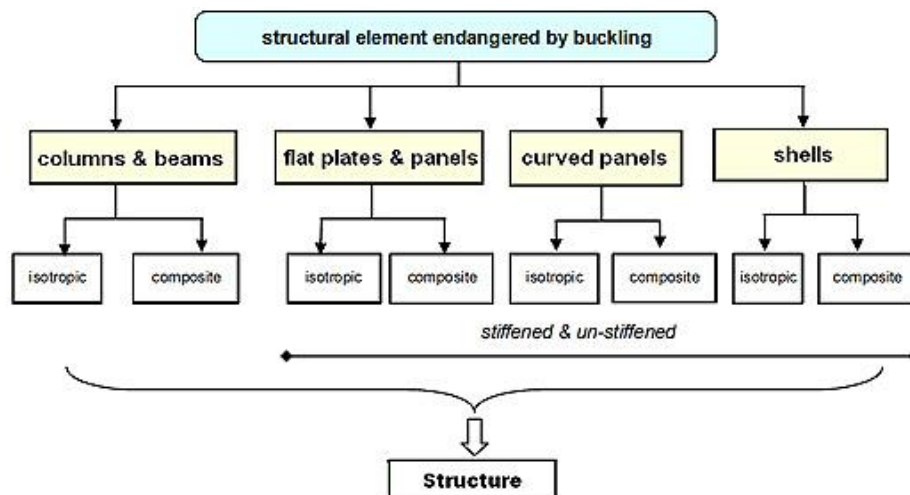 structural element endangered by buckling
columns & beams
flat plates & panels
curved panels
shells
isotropic
composite
isotropic
composite
isotropic
composite
isotropic
composite
stiffened & un-stiffened
Structure